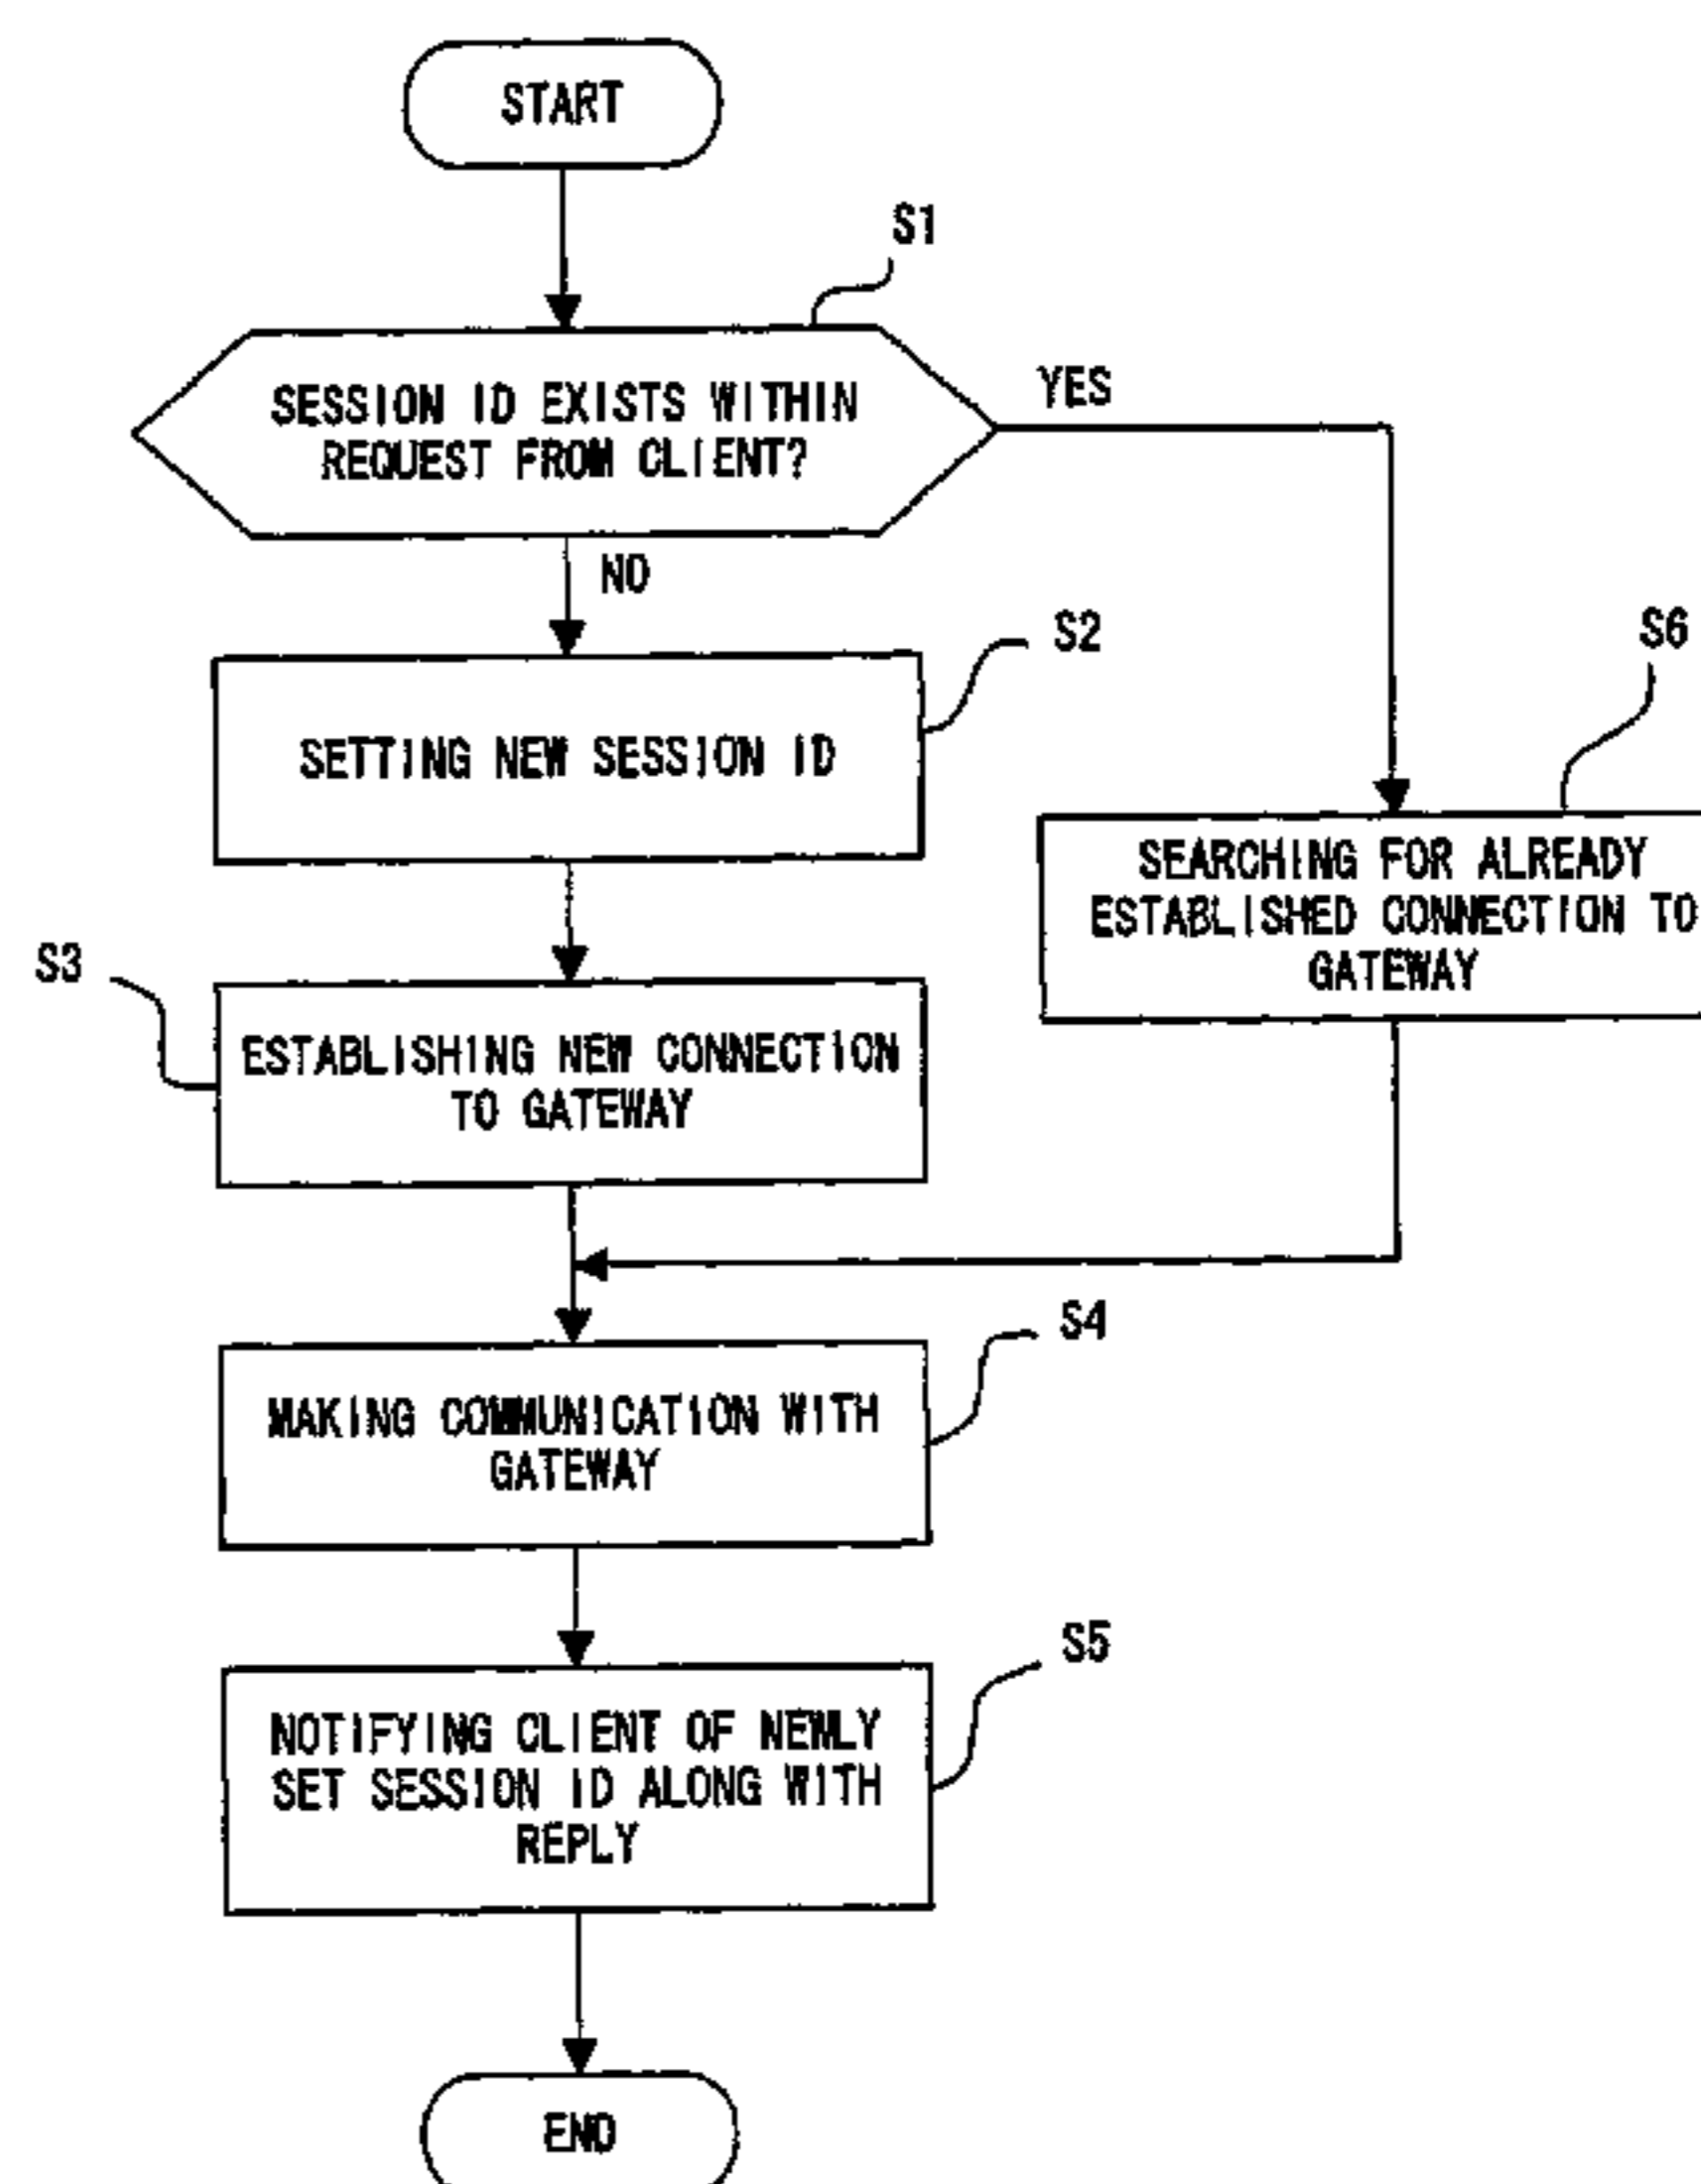 START
S1
SESSION ID EXISTS WITHIN
REQUEST FROM CLIENT?
YES
NO
S2
SETTING NEW SESSION ID
S6
SEARCHING FOR ALREADY
ESTABLISHED CONNECTION TO
GATEWAY
S3
ESTABLISHING NEW CONNECTION
TO GATEWAY
S4
MAKING COMMUNICATION WITH
GATEWAY
S5
NOTIFYING CLIENT OF NEWLY
SET SESSION ID ALONG WITH
REPLY
END